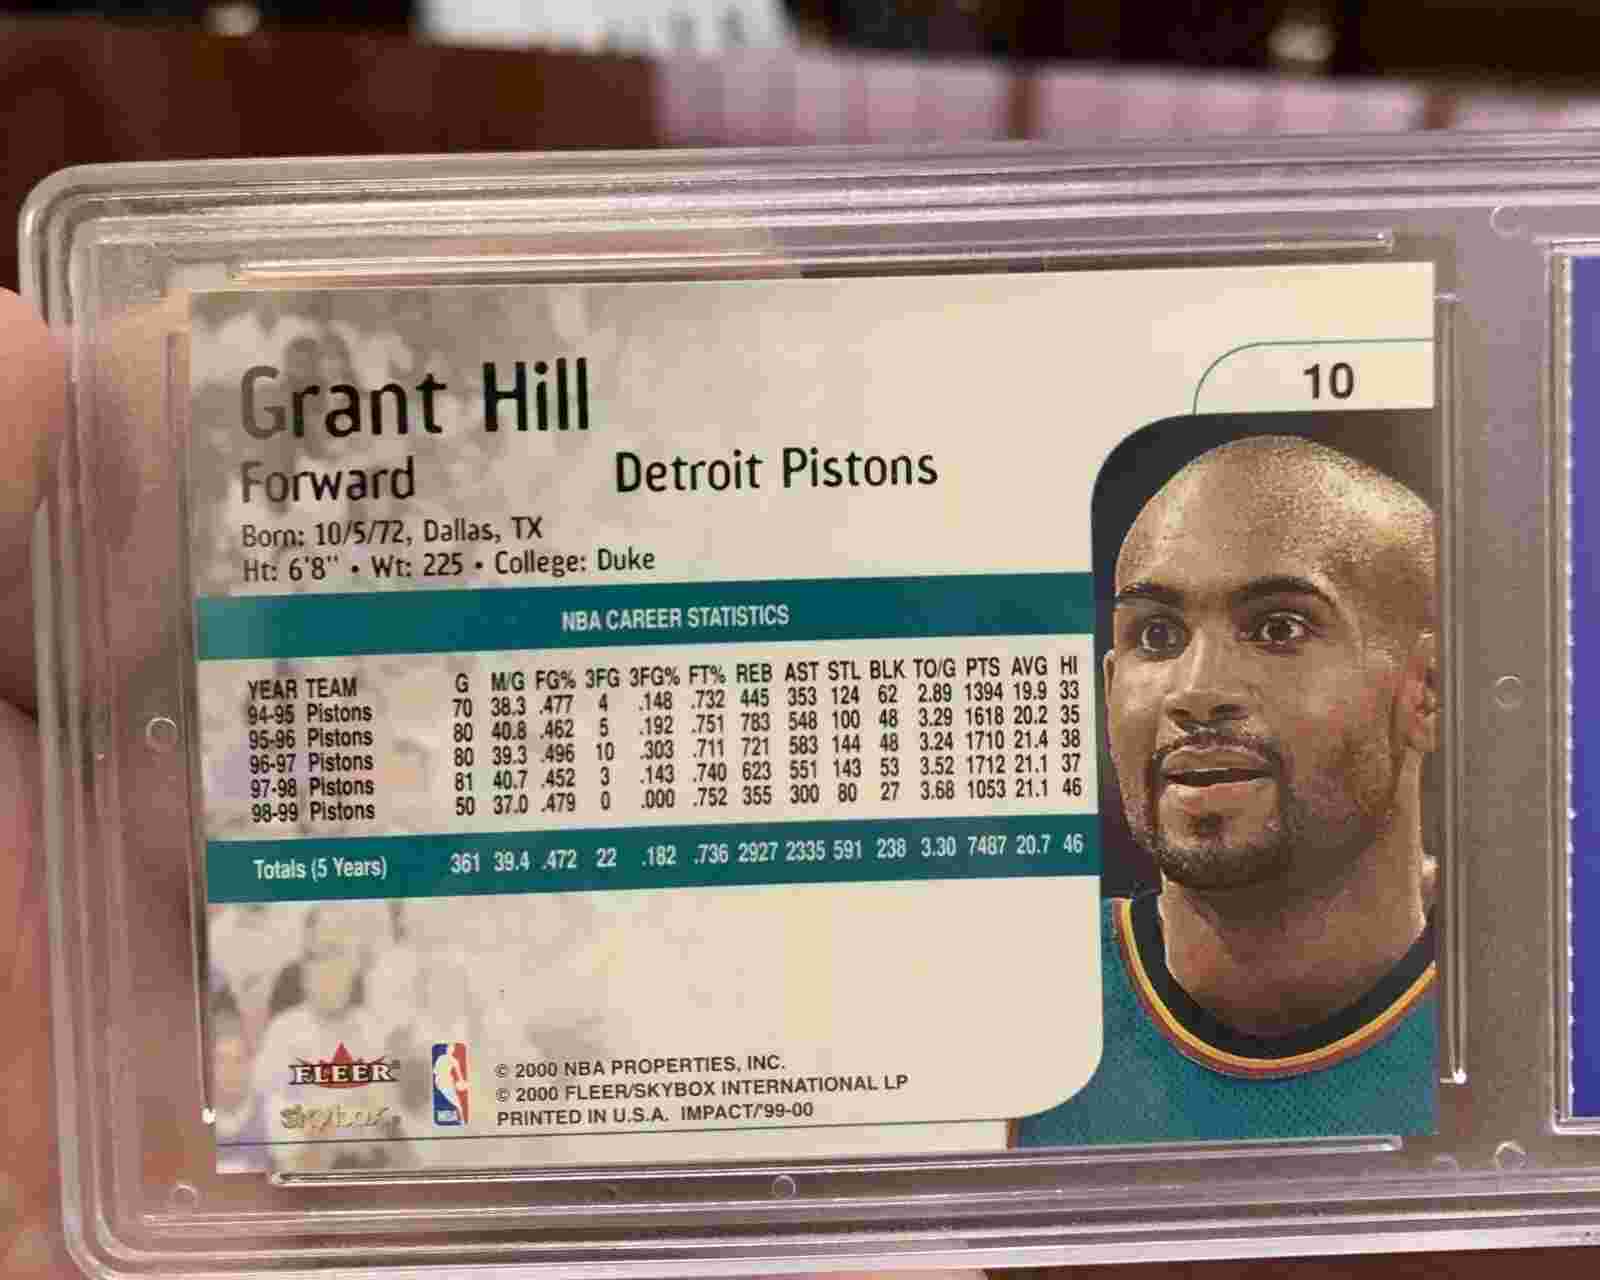 10
Grant Hill
Forward Detroit Pistons
Born: 10/5/72, Dallas, TX
Ht: 6'8" • Wt: 225 • College: Duke
NBA CAREER STATISTICS
YEAR TEAM G M/G FG% 3FG 3FG% FT% REB AST STL BLK TO/G PTS AVG HI
94-95 Pistons 70 38.3 .477 4 .148 .732 445 353 124 62 2.89 1394 19.9 33
95-96 Pistons 80 40.8 .462 5 .192 .751 783 548 100 48 3.29 1618 20.2 35
96-97 Pistons 80 39.3 .496 10 .303 .711 721 583 144 48 3.24 1710 21.4 38
97-98 Pistons 81 40.7 .452 3 .143 .740 623 551 143 53 3.52 1712 21.1 37
98-99 Pistons 50 37.0 .479 0 .000 .752 355 300 80 27 3.68 1053 21.1 46
Totals (5 Years) 361 39.4 .472 22 .182 .736 2927 2335 591 238 3.30 7487 20.7 46
FLEER
skybox
NBA
© 2000 NBA PROPERTIES, INC.
© 2000 FLEER/SKYBOX INTERNATIONAL LP
PRINTED IN U.S.A. IMPACT/'99-00